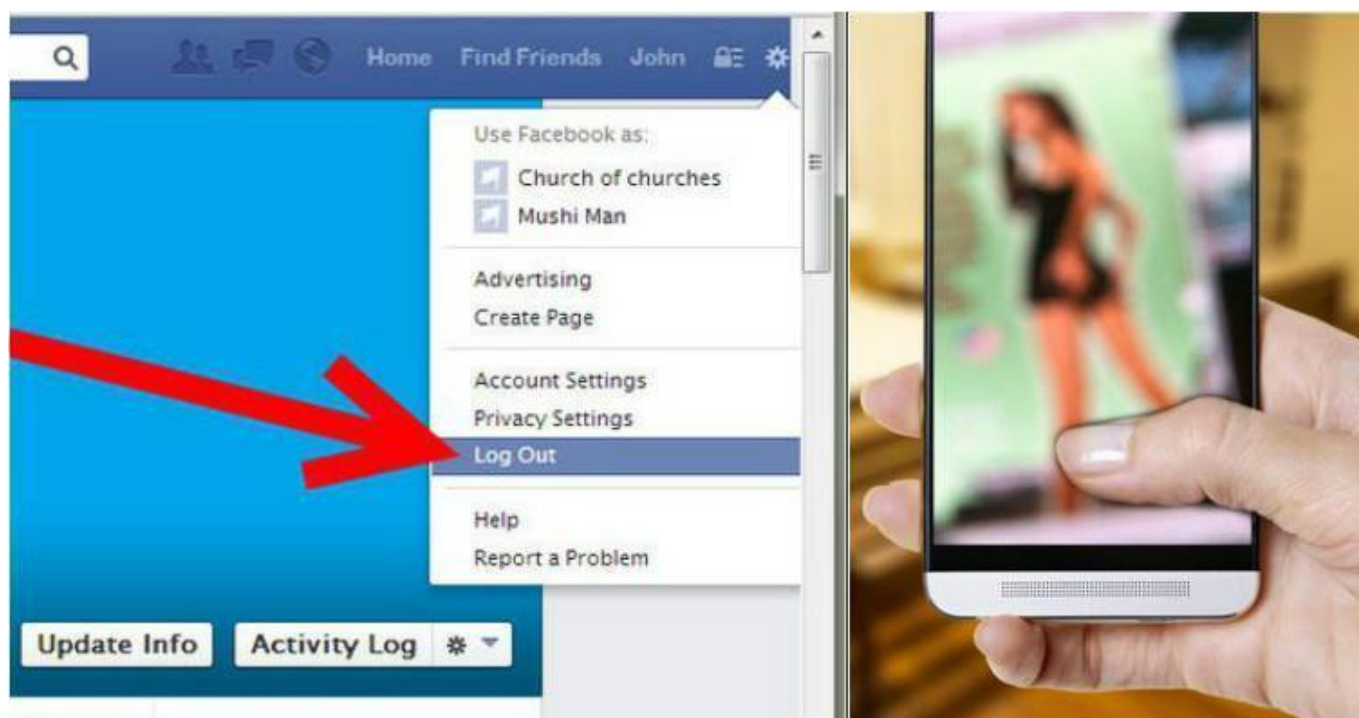 Home Find Friends John
Use Facebook as:
Church of churches
Mushi Man
Advertising
Create Page
Account Settings
Privacy Settings
Log Out
Help
Report a Problem
Update Info Activity Log